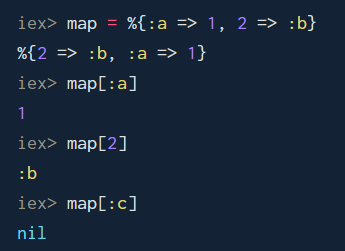 iex> map = %{:a => 1, 2 => :b}
%{2 => :b, :a => 1}
iex> map[:a]
1
iex> map[2]
:b
iex> map[:c]
nil